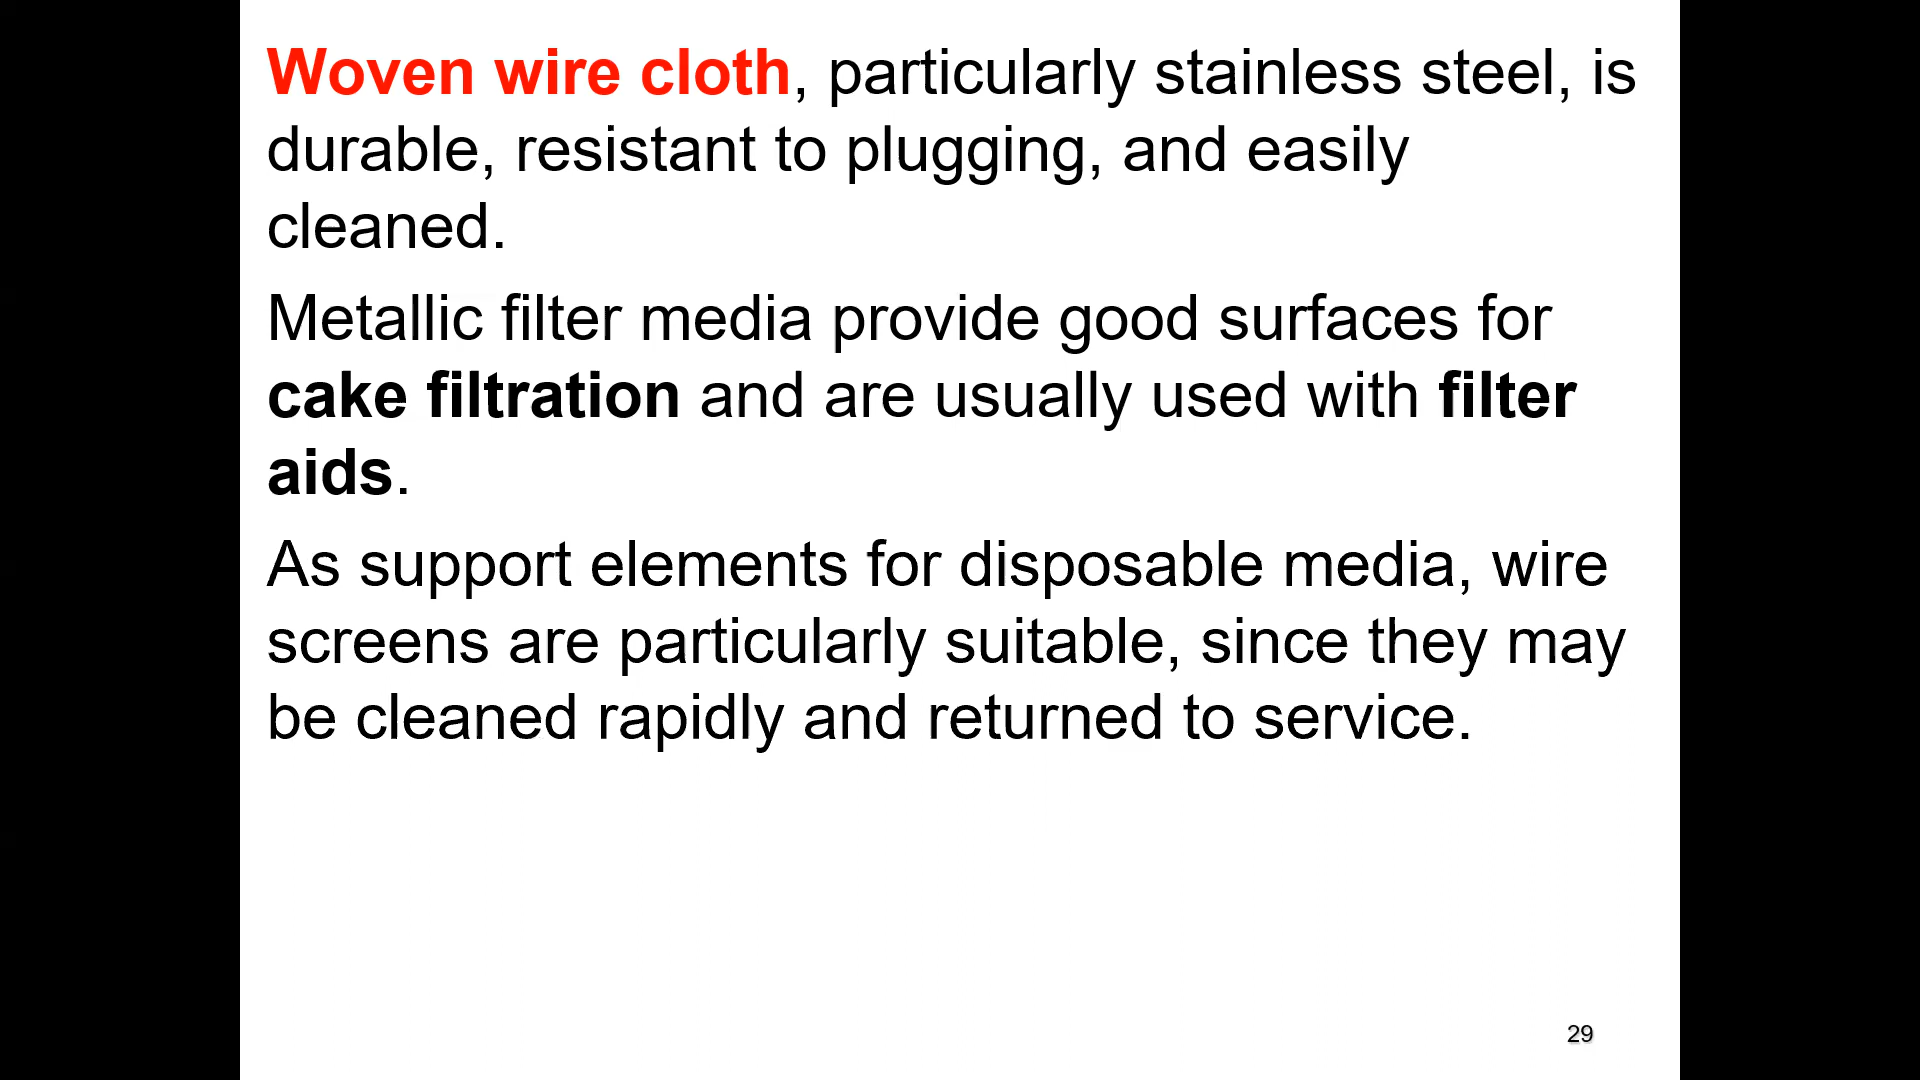 Woven wire cloth, particularly stainless steel, is
durable, resistant to plugging, and easily
cleaned.
Metallic filter media provide good surfaces for
cake filtration and are usually used with filter
aids.
As support elements for disposable media, wire
screens are particularly suitable, since they may
be cleaned rapidly and returned to service.
29